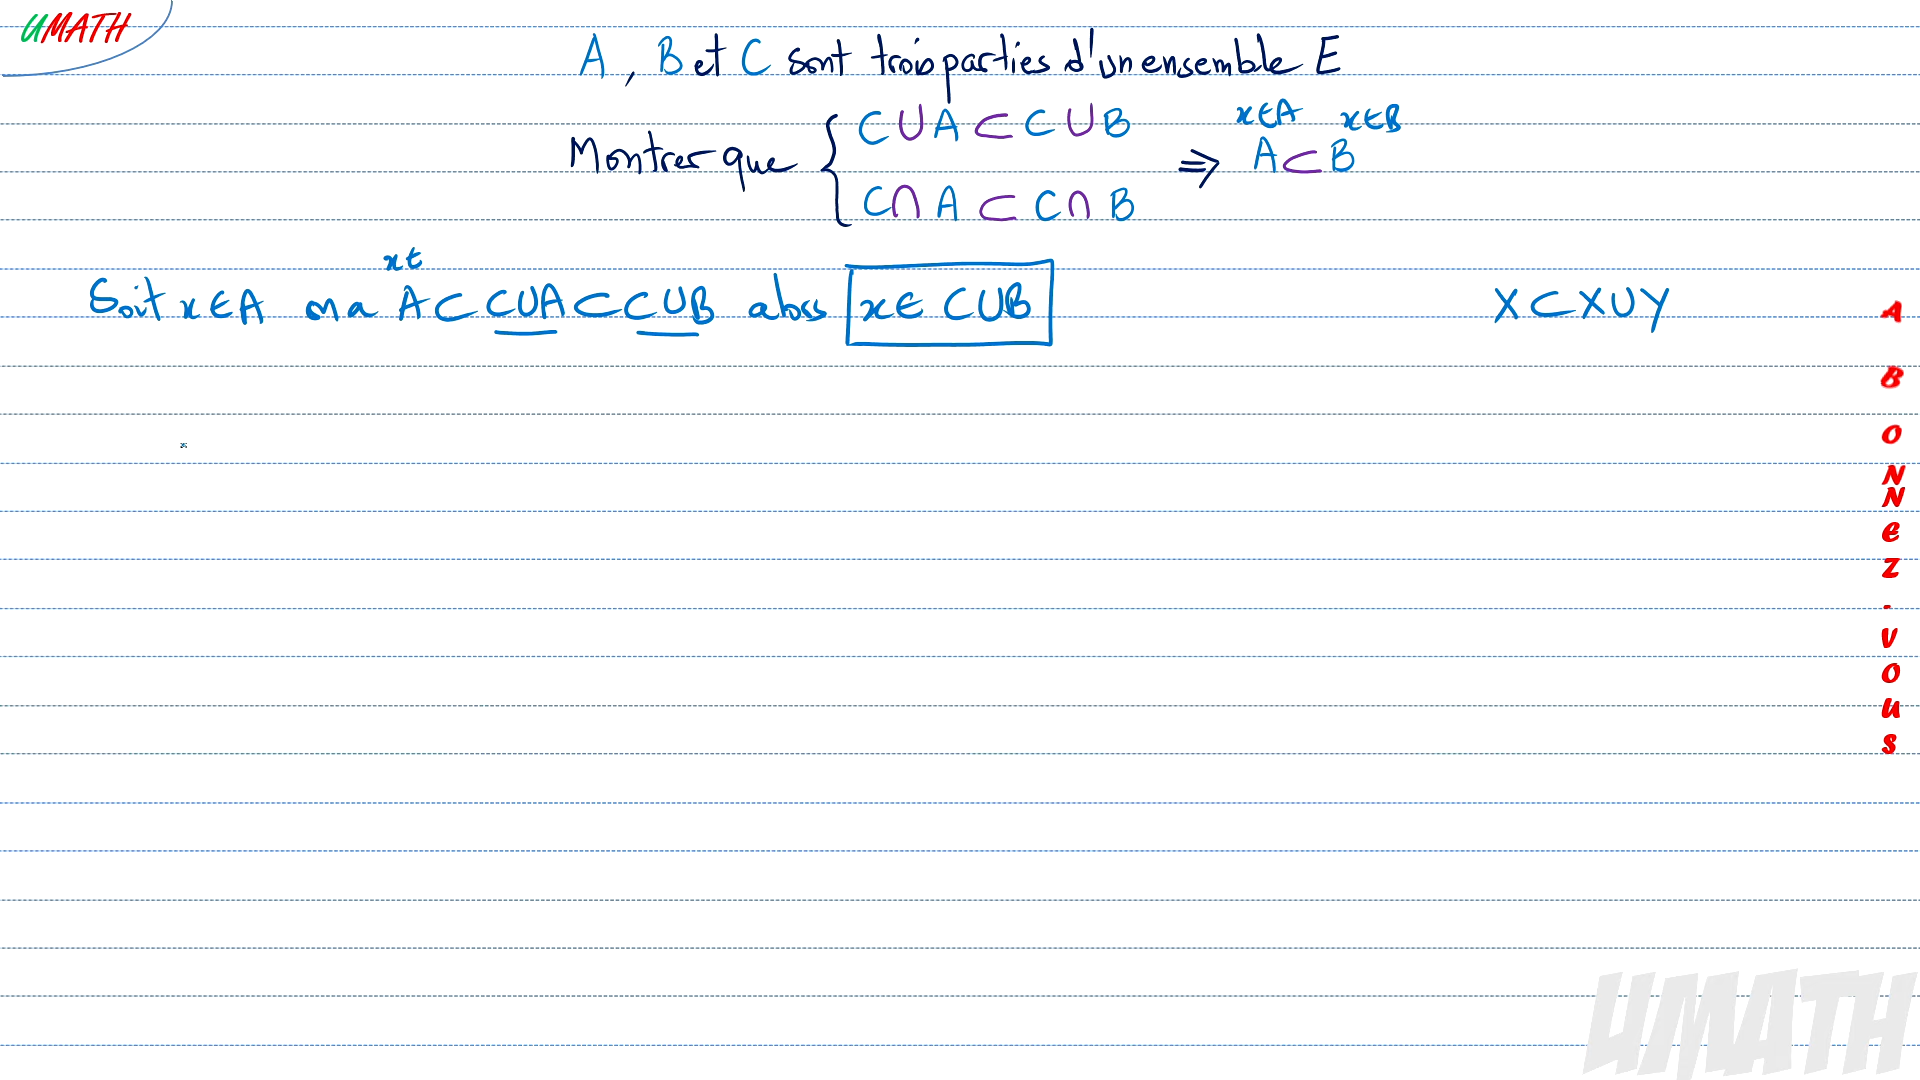 UMATH
A, B et C sont trois parties d'un ensemble E
x∈A x∈B
Montrer que { C∪A ⊂ C∪B ⇒ A⊂B
C∩A ⊂ C∩B
x∈
Soit x∈A on a A⊂C∪A⊂C∪B alors x∈C∪B X⊂X∪Y
ABONNEZ-VOUS
UMATH